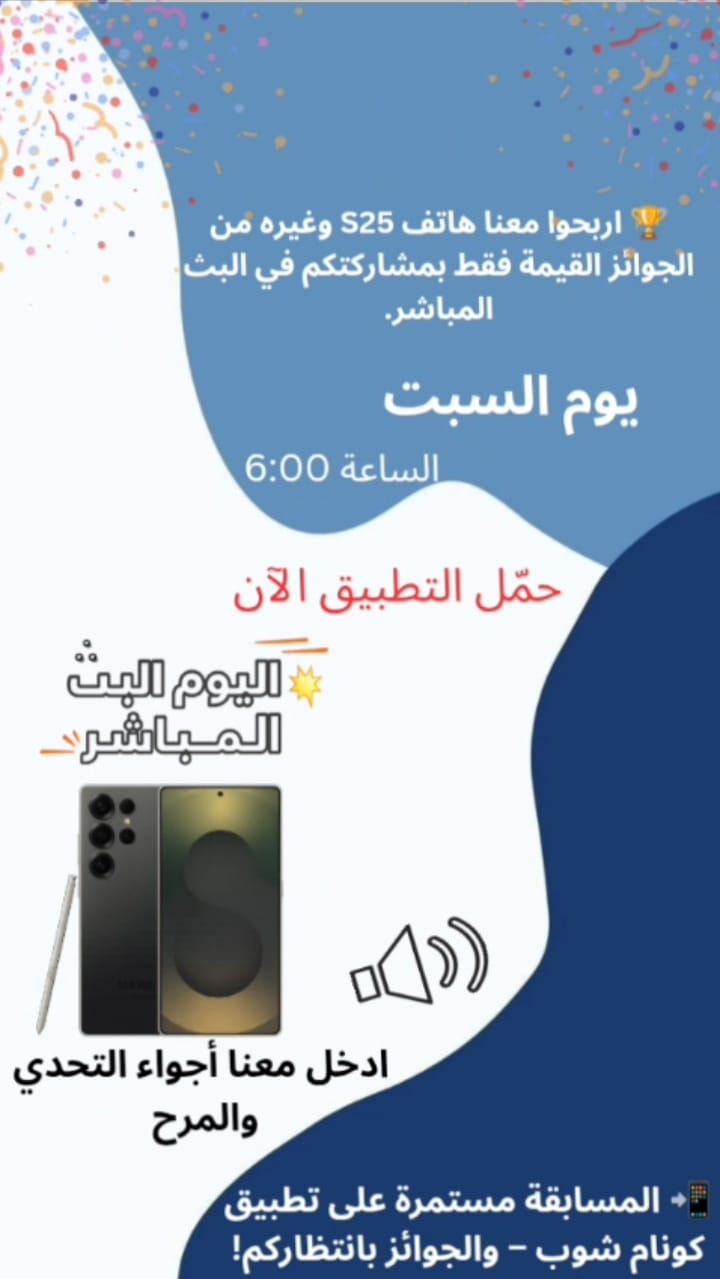 🏆 اربحوا معنا هاتف S25 وغيره من
الجوائز القيمة فقط بمشاركتكم في البث
المباشر.
يوم السبت
الساعة 6:00
حمّل التطبيق الآن
اليوم البث
المباشر
ادخل معنا أجواء التحدي
والمرح
📲 المسابقة مستمرة على تطبيق
كونام شوب – والجوائز بانتظاركم!